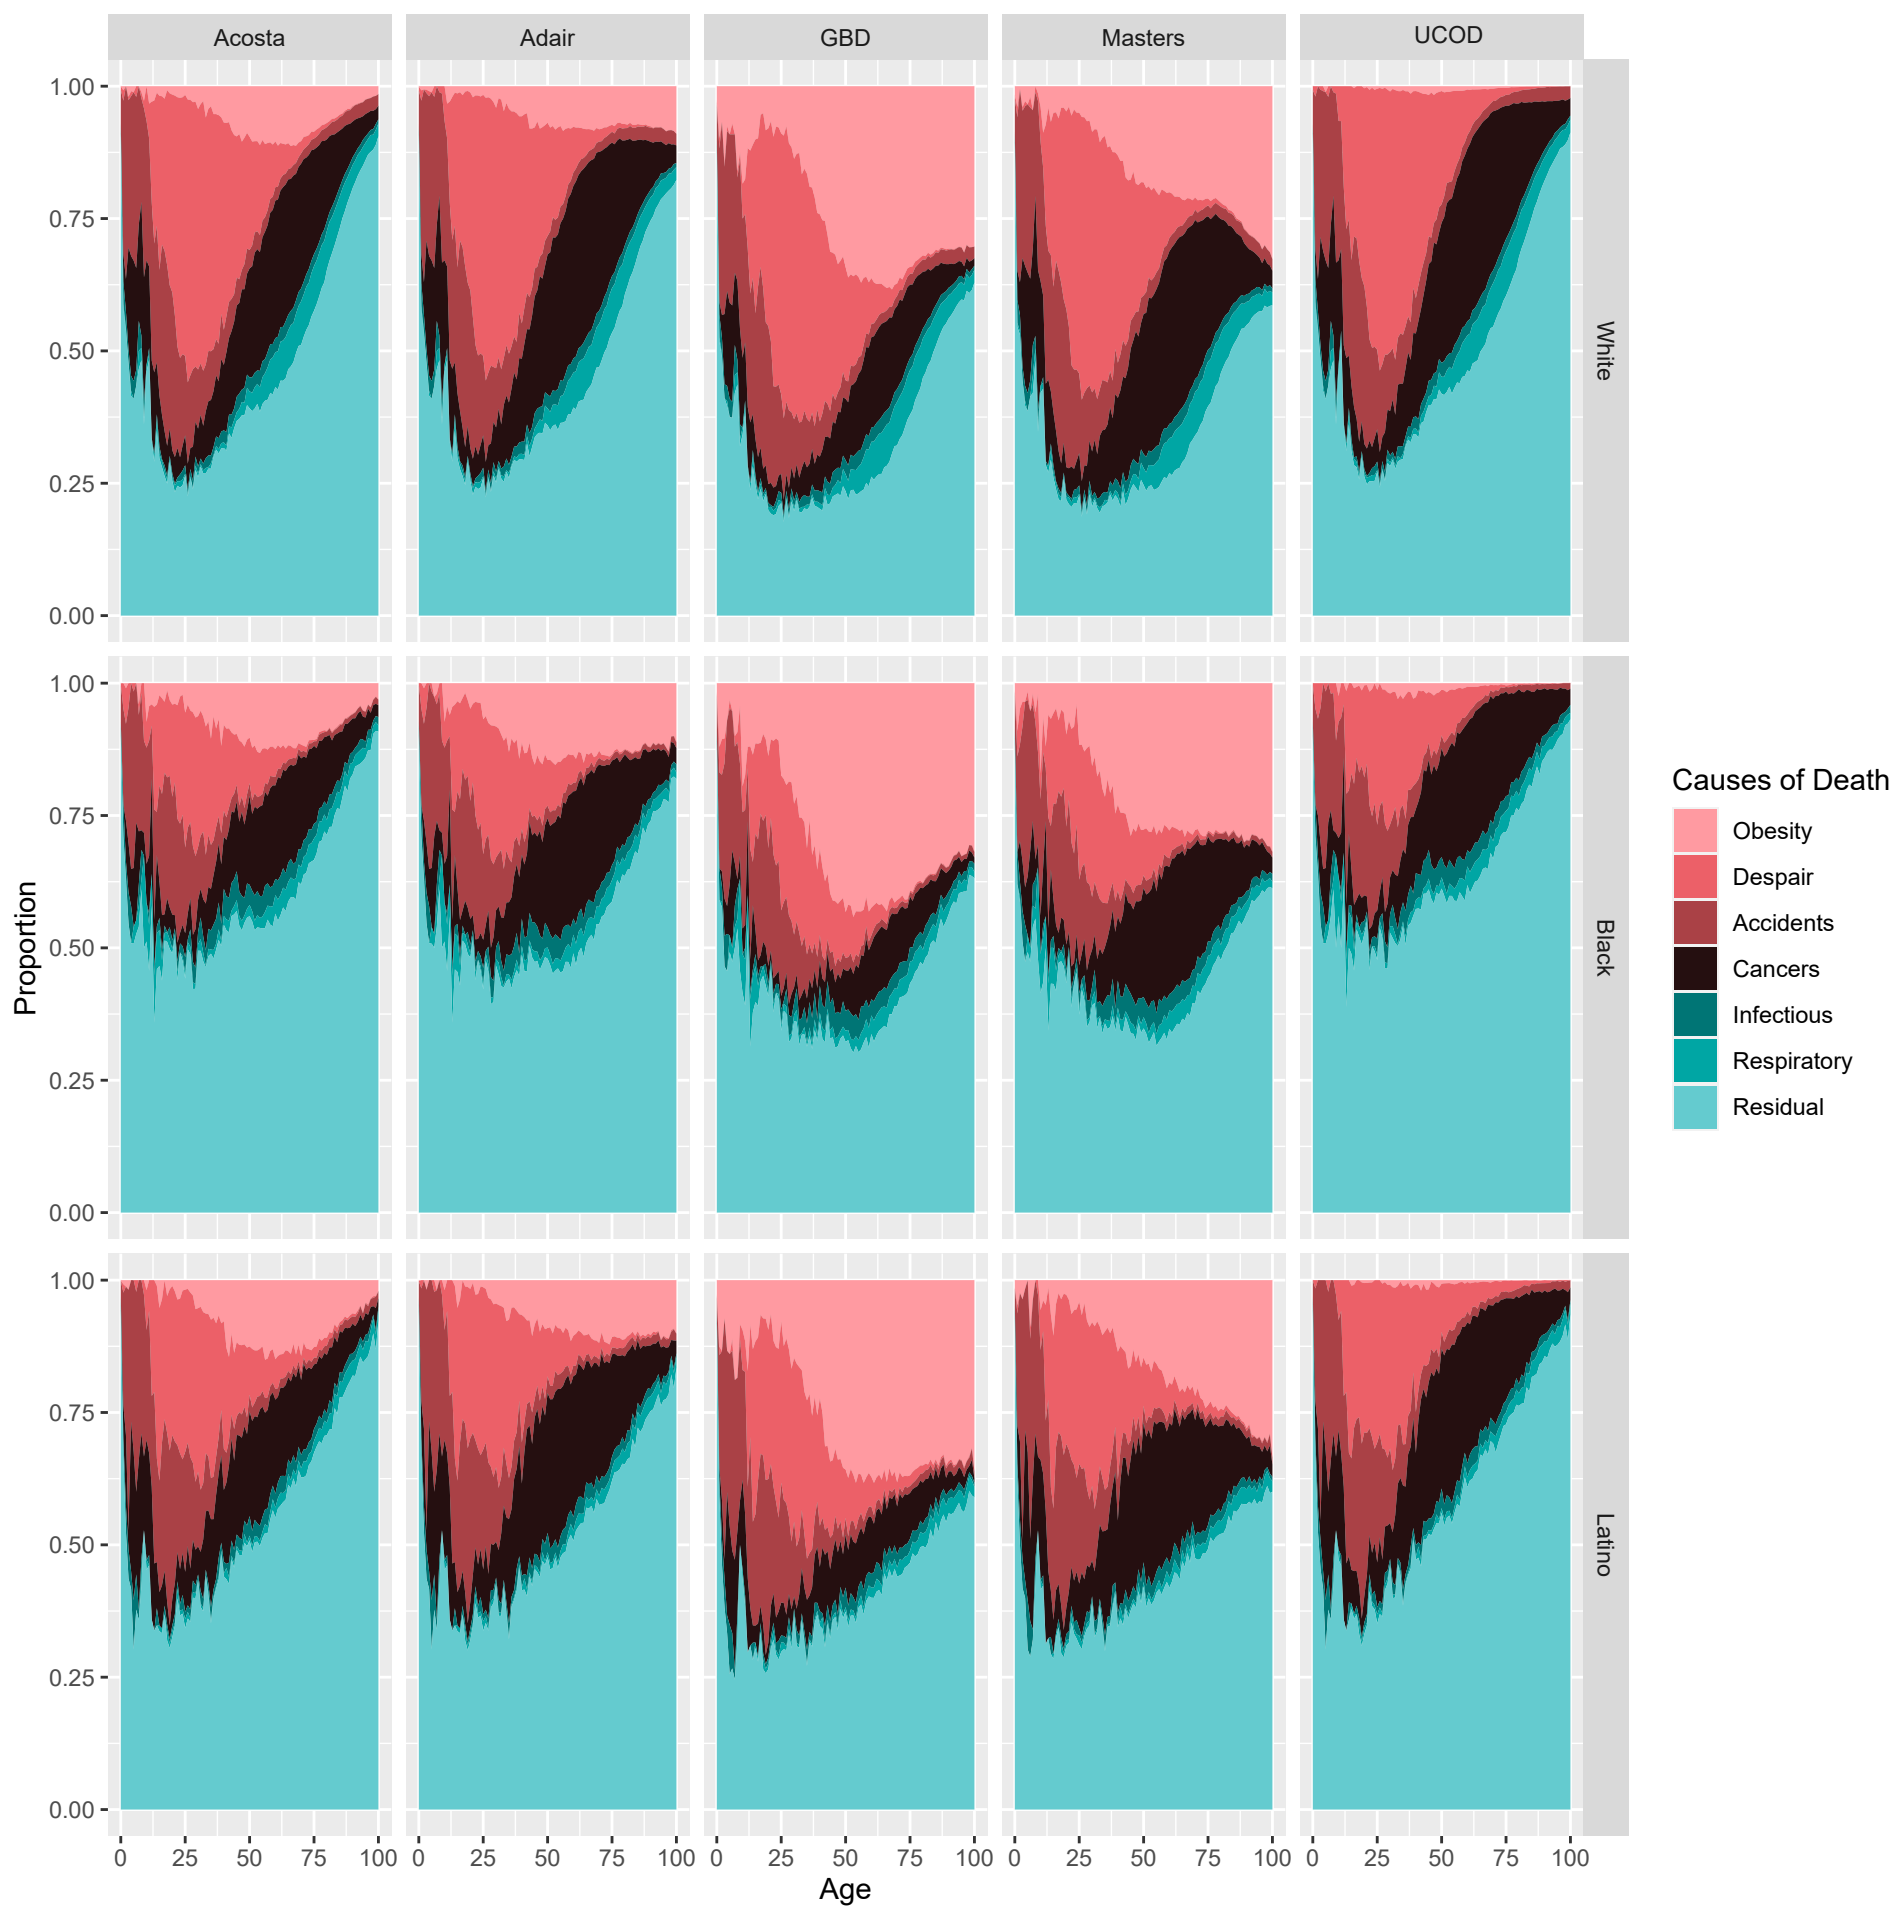 Acosta Adair GBD Masters UCOD
1.00
0.75
0.50
0.25
0.00
White
1.00
0.75
0.50
0.25
0.00
Black
1.00
0.75
0.50
0.25
0.00
Latino
Proportion
0 25 50 75 100 0 25 50 75 100 0 25 50 75 100 0 25 50 75 100 0 25 50 75 100
Age
Causes of Death
Obesity
Despair
Accidents
Cancers
Infectious
Respiratory
Residual